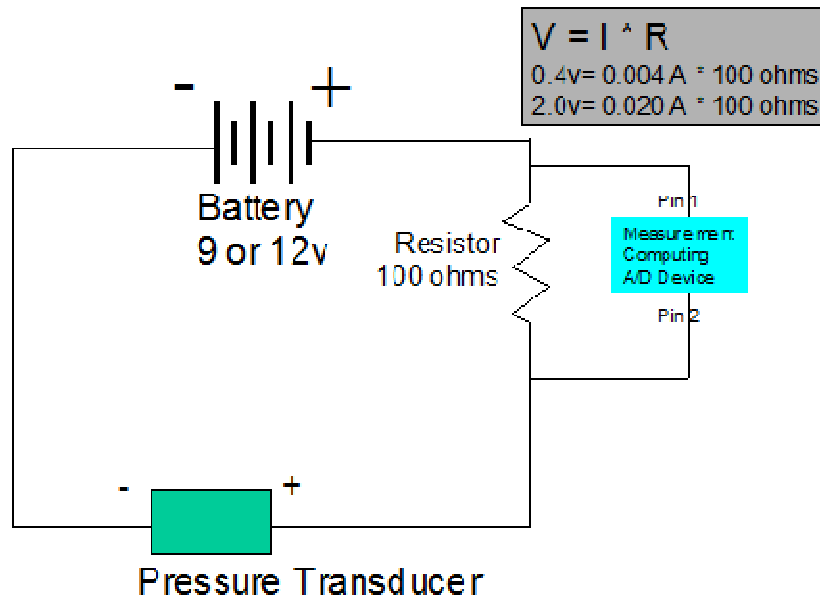 V = I * R
0.4v= 0.004 A * 100 ohms
2.0v= 0.020 A * 100 ohms
- +
Battery
9 or 12v
Resistor
100 ohms
Pin 1
Measurement
Computing
A/D Device
Pin 2
- +
Pressure Transducer